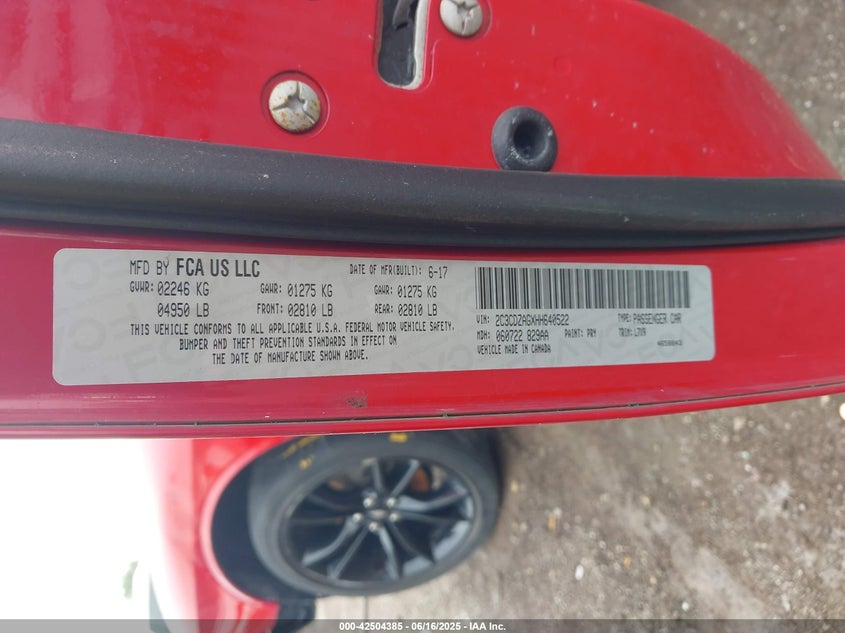 MFD BY FCA US LLC DATE OF MFR(BUILT): 6-17
GVWR: 02246 KG GAWR: 01275 KG GAWR: 01275 KG
04950 LB FRONT: 02810 LB REAR: 02810 LB
THIS VEHICLE CONFORMS TO ALL APPLICABLE U.S.A. FEDERAL MOTOR VEHICLE SAFETY,
BUMPER AND THEFT PREVENTION STANDARDS IN EFFECT ON
THE DATE OF MANUFACTURE SHOWN ABOVE.
VIN: 2C3CDZAGXHH640522 TYPE: PASSENGER CAR
MDH: 060722 829AA PAINT: PRM TRIM: L7X9
VEHICLE MADE IN CANADA
000-42504385 | 06/16/2025 | IAA Inc.